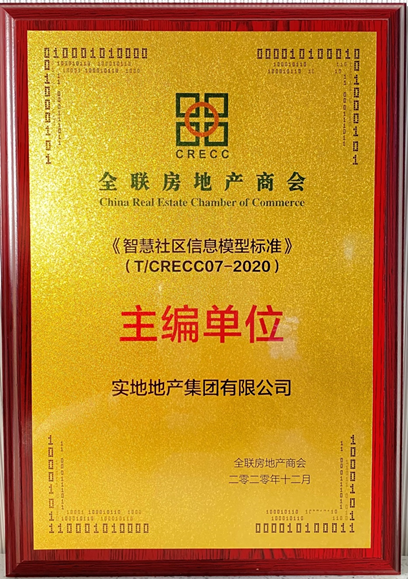 CRECC
全联房地产商会
China Real Estate Chamber of Commerce
《智慧社区信息模型标准》
（T/CRECC07-2020）
主编单位
实地地产集团有限公司
全联房地产商会
二零二零年十二月